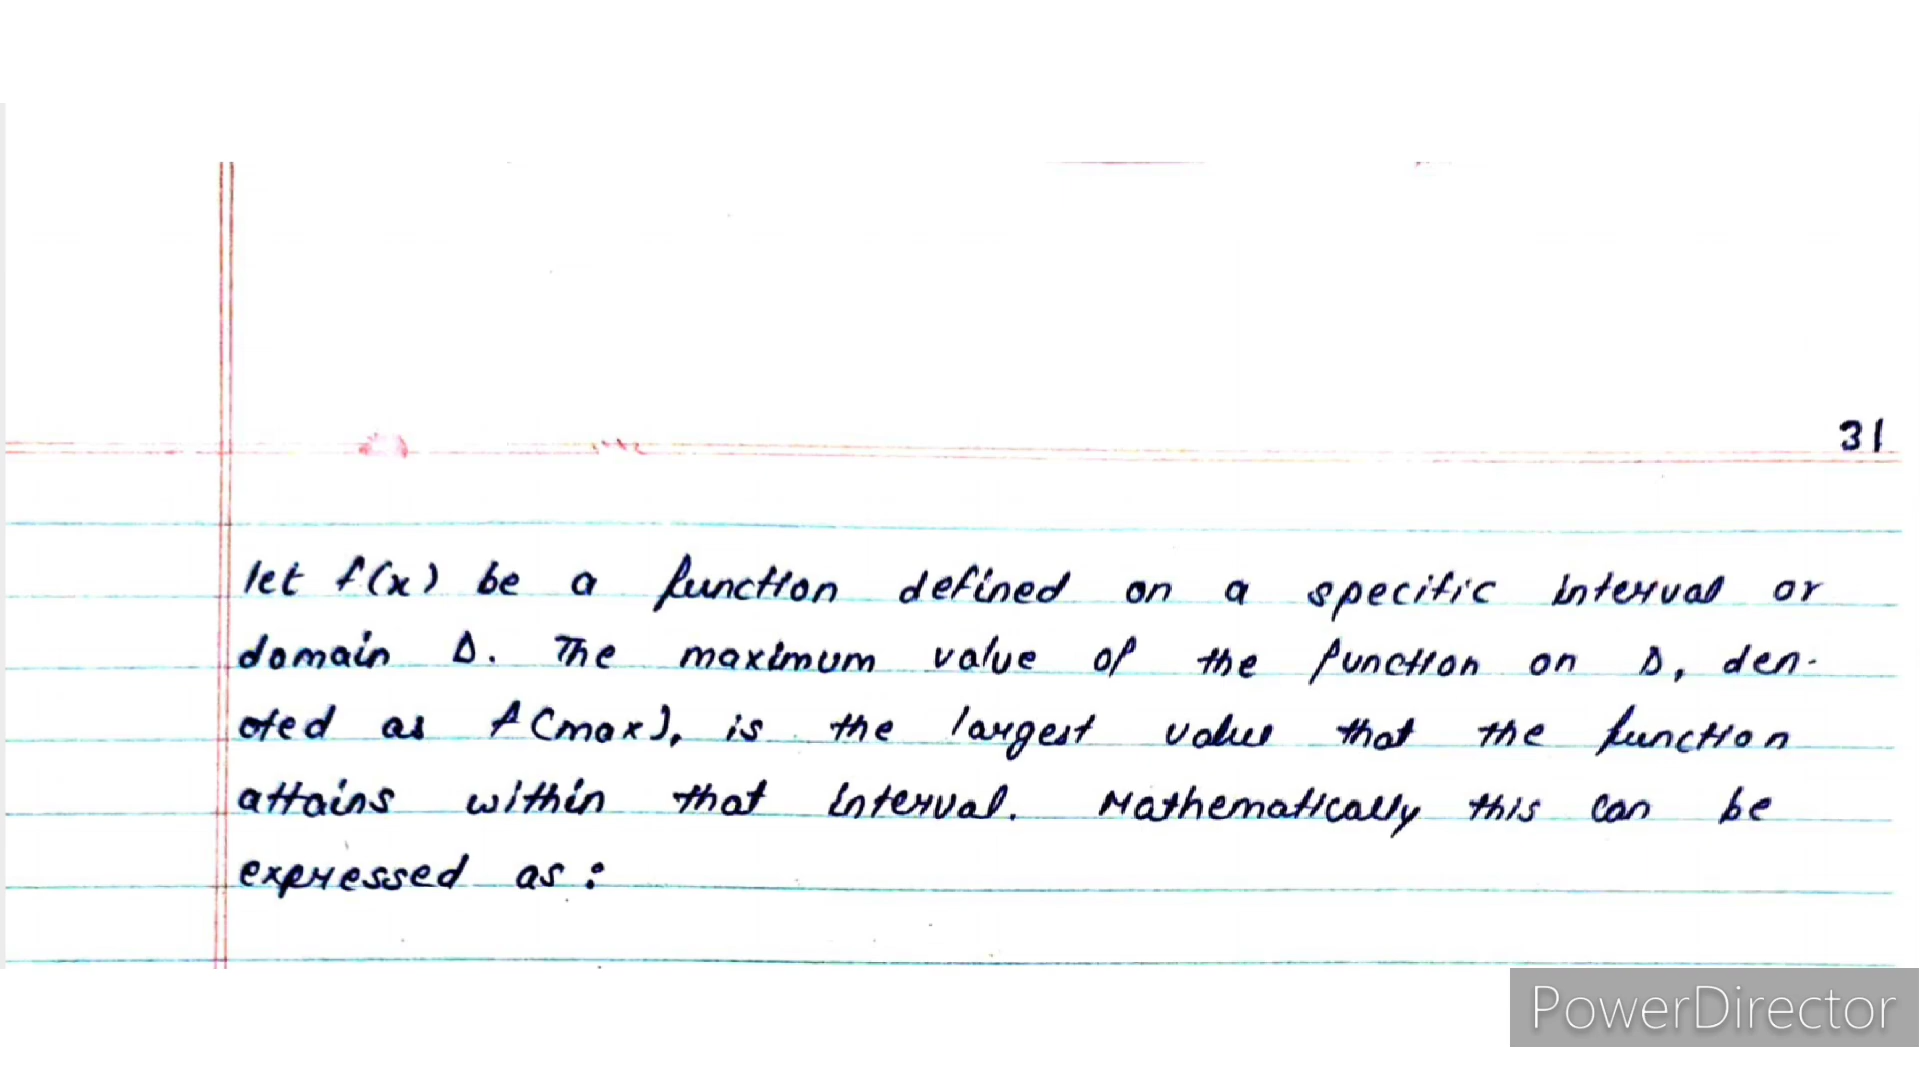 31
let f(x) be a function defined on a specific interval or
domain D. The maximum value of the function on D, den-
oted as f(max), is the largest value that the function
attains within that interval. Mathematically this can be
expressed as :
PowerDirector